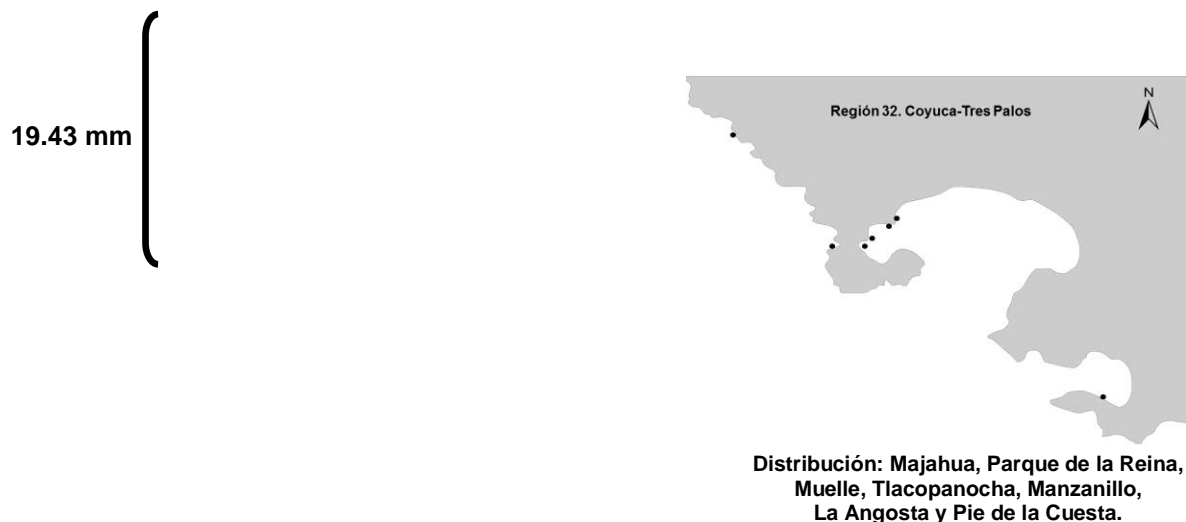 19.43 mm
Región 32. Coyuca-Tres Palos
N
Distribución: Majahua, Parque de la Reina,
Muelle, Tlacopanocha, Manzanillo,
La Angosta y Pie de la Cuesta.